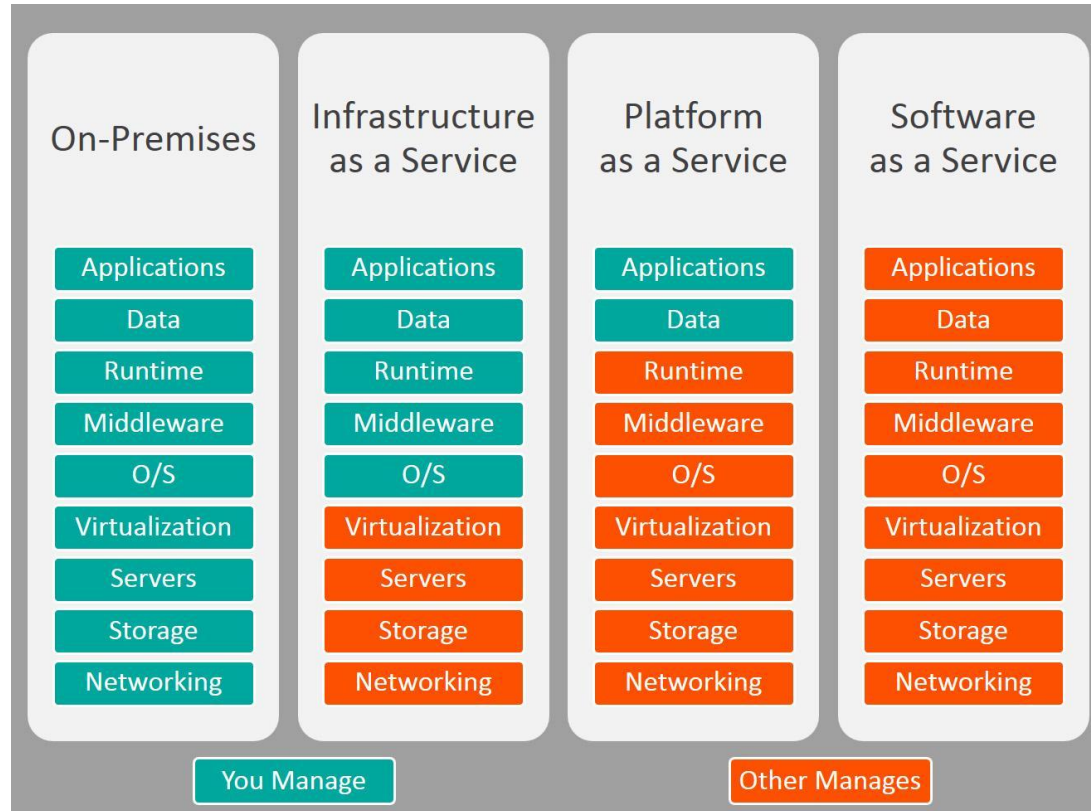 On-Premises
Applications
Data
Runtime
Middleware
O/S
Virtualization
Servers
Storage
Networking
Infrastructure
as a Service
Applications
Data
Runtime
Middleware
O/S
Virtualization
Servers
Storage
Networking
Platform
as a Service
Applications
Data
Runtime
Middleware
O/S
Virtualization
Servers
Storage
Networking
Software
as a Service
Applications
Data
Runtime
Middleware
O/S
Virtualization
Servers
Storage
Networking
You Manage
Other Manages